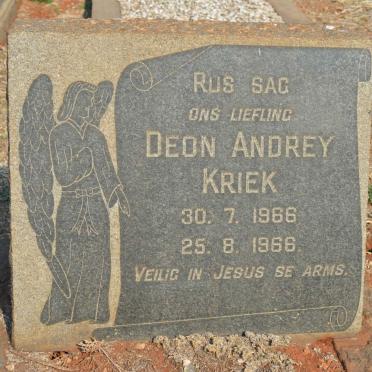 RUS SAG
ONS LIEFLING
DEON ANDREY
KRIEK
30. 7. 1966
25. 8. 1966.
VEILIG IN JESUS SE ARMS.